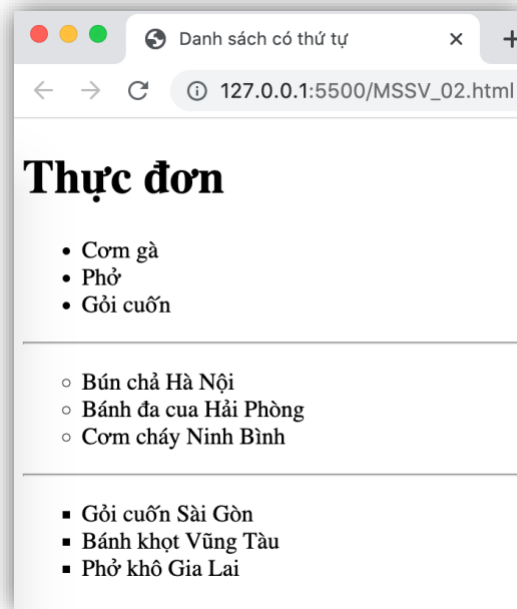 Danh sách có thứ tự
127.0.0.1:5500/MSSV_02.html
Thực đơn
Cơm gà
Phở
Gỏi cuốn
Bún chả Hà Nội
Bánh đa cua Hải Phòng
Cơm cháy Ninh Bình
Gỏi cuốn Sài Gòn
Bánh khọt Vũng Tàu
Phở khô Gia Lai